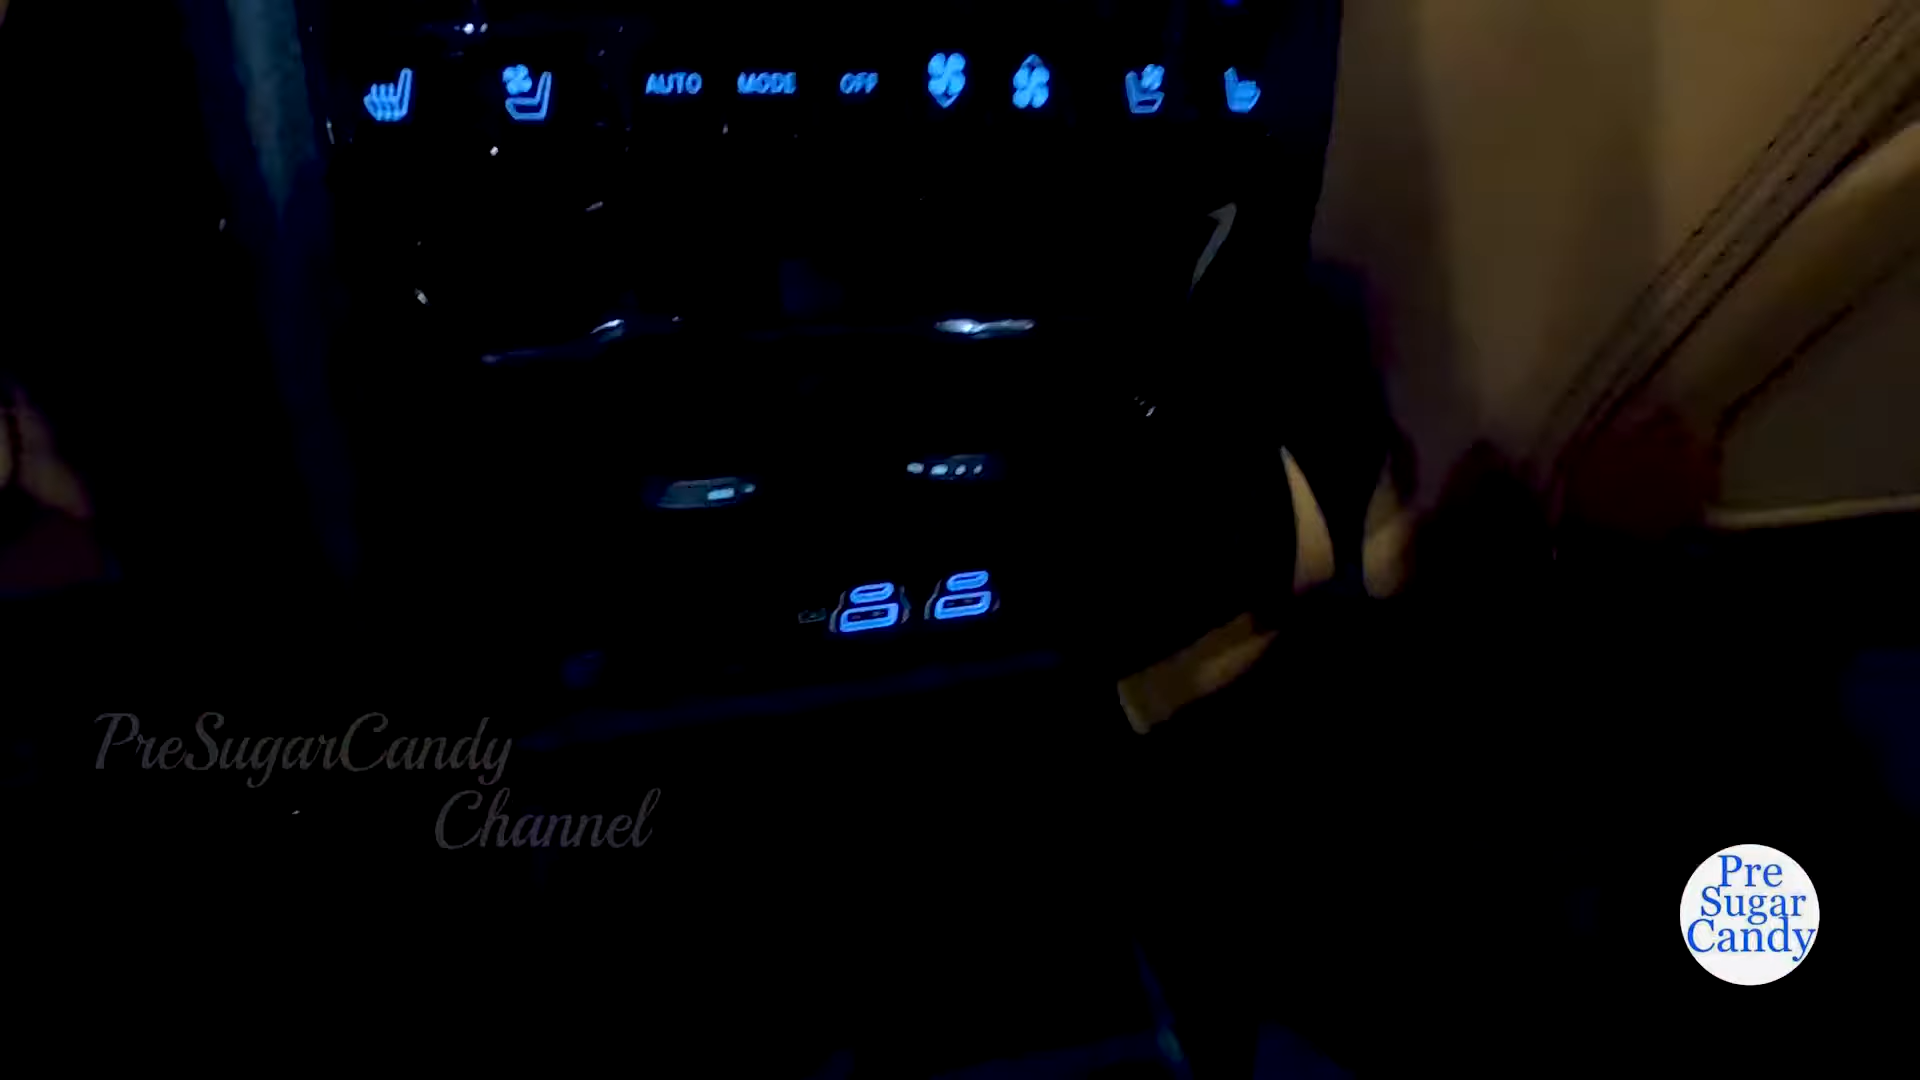 AUTO MODE OFF
PreSugarCandy
Channel
Pre
Sugar
Candy